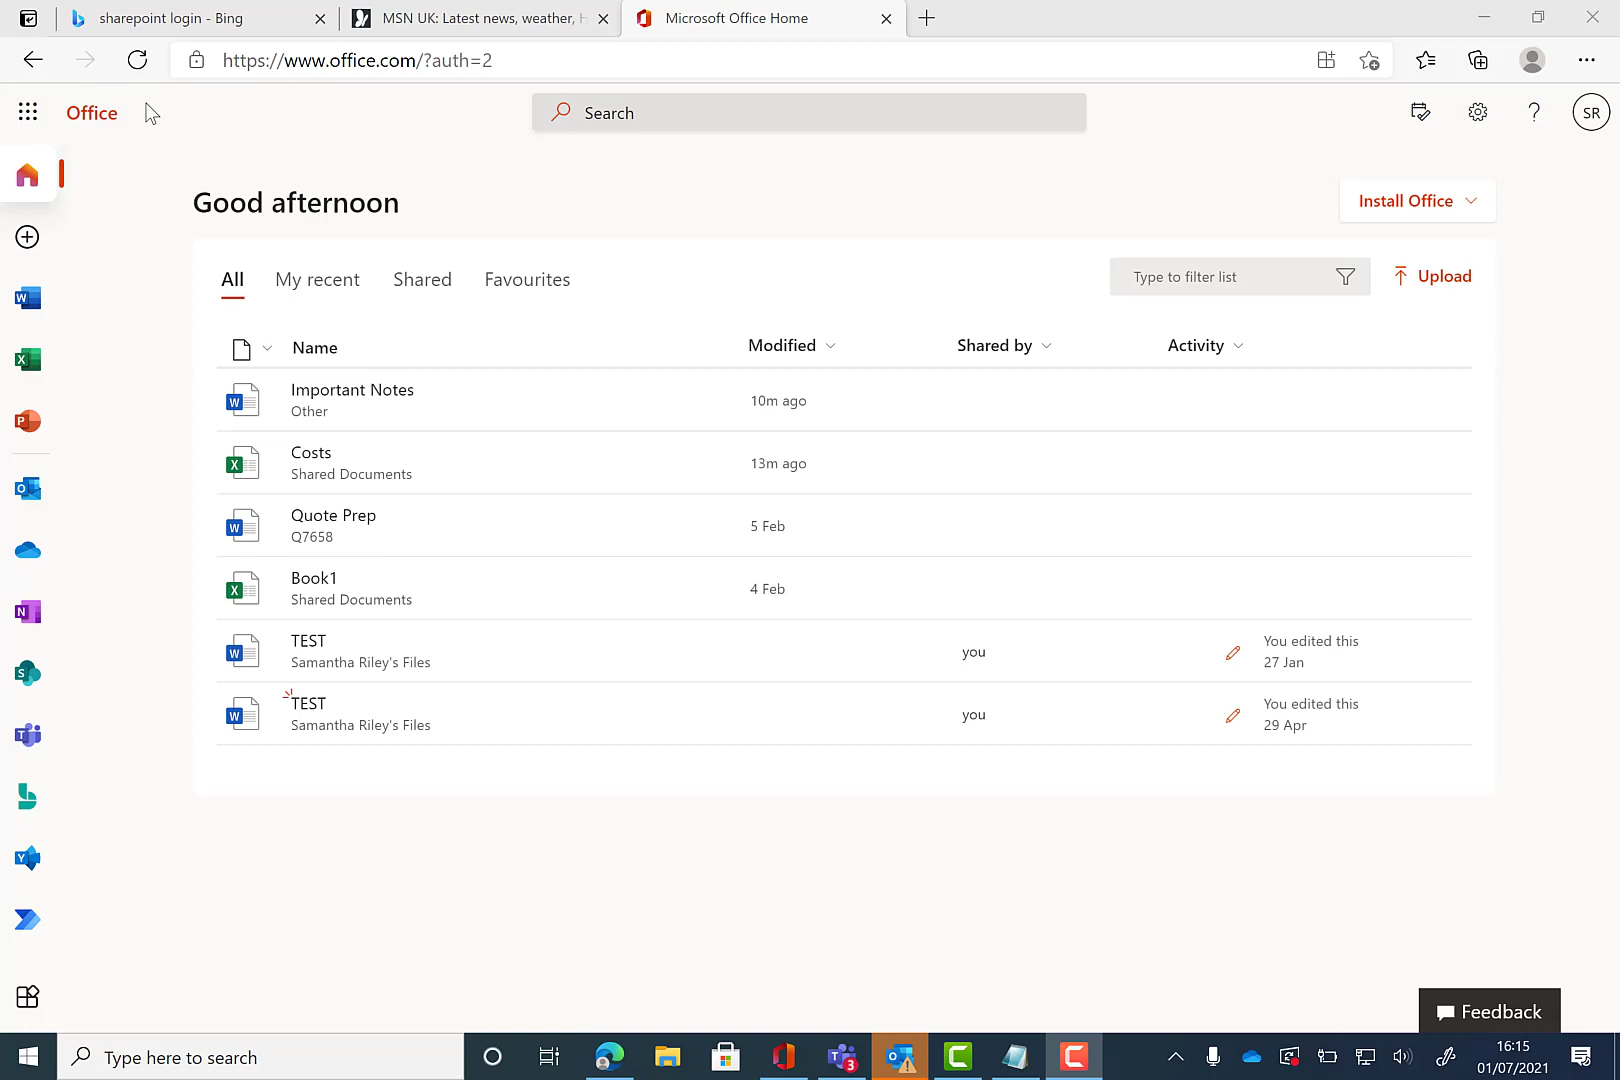 sharepoint login - Bing
MSN UK: Latest news, weather, H
Microsoft Office Home
https://www.office.com/?auth=2
Office
Search
SR
Good afternoon
Install Office
All
My recent
Shared
Favourites
Type to filter list
Upload
Name
Modified
Shared by
Activity
Important Notes
Other
10m ago
Costs
Shared Documents
13m ago
Quote Prep
Q7658
5 Feb
Book1
Shared Documents
4 Feb
TEST
Samantha Riley's Files
you
You edited this
27 Jan
TEST
Samantha Riley's Files
you
You edited this
29 Apr
Feedback
Type here to search
3
16:15
01/07/2021